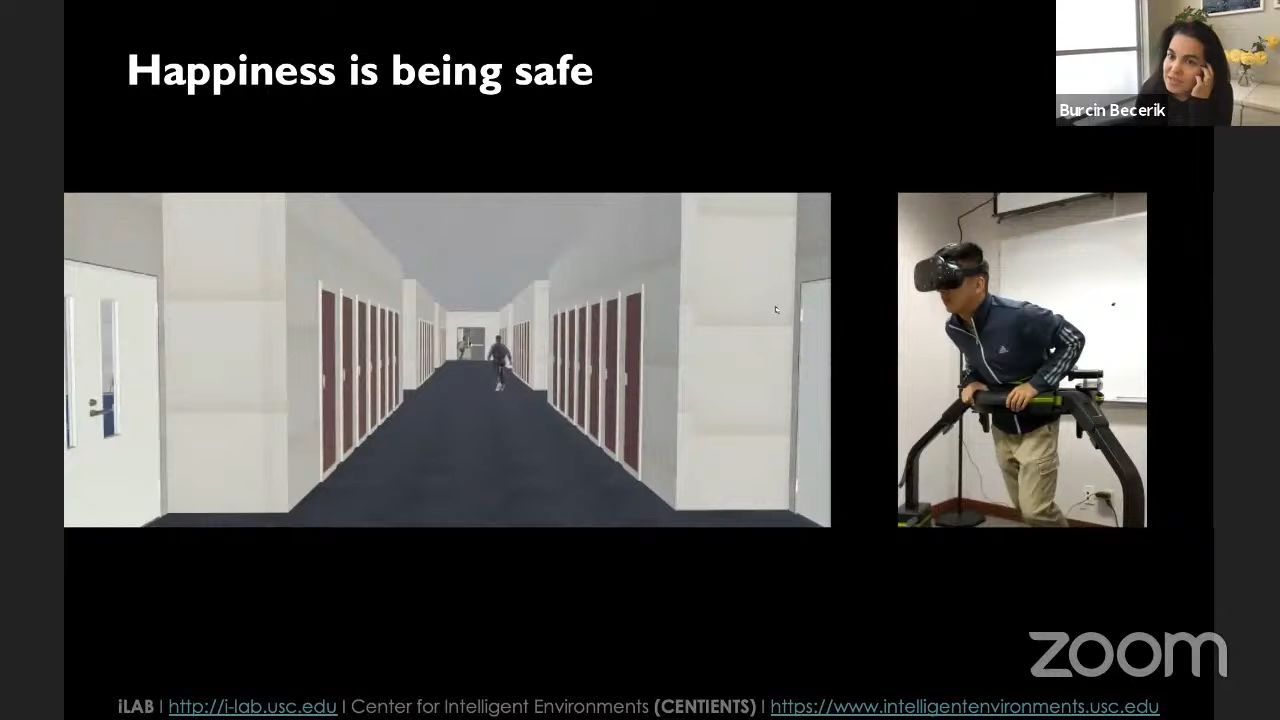 Happiness is being safe
Burcin Becerik
zoom
iLAB | http://i-lab.usc.edu | Center for Intelligent Environments (CENTIENTS) | https://www.intelligentenvironments.usc.edu